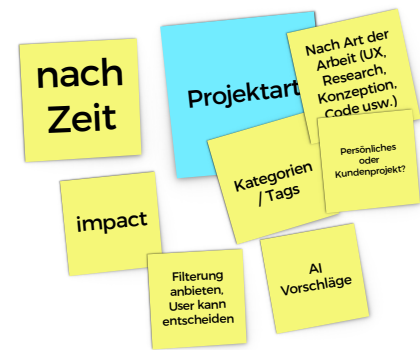 nach
Zeit
Projektart
Nach Art der
Arbeit (UX,
Research,
Konzeption,
Code usw.)
Kategorien
/ Tags
Persönliches
oder
Kundenprojekt?
impact
Filterung
anbieten,
User kann
entscheiden
AI
Vorschläge